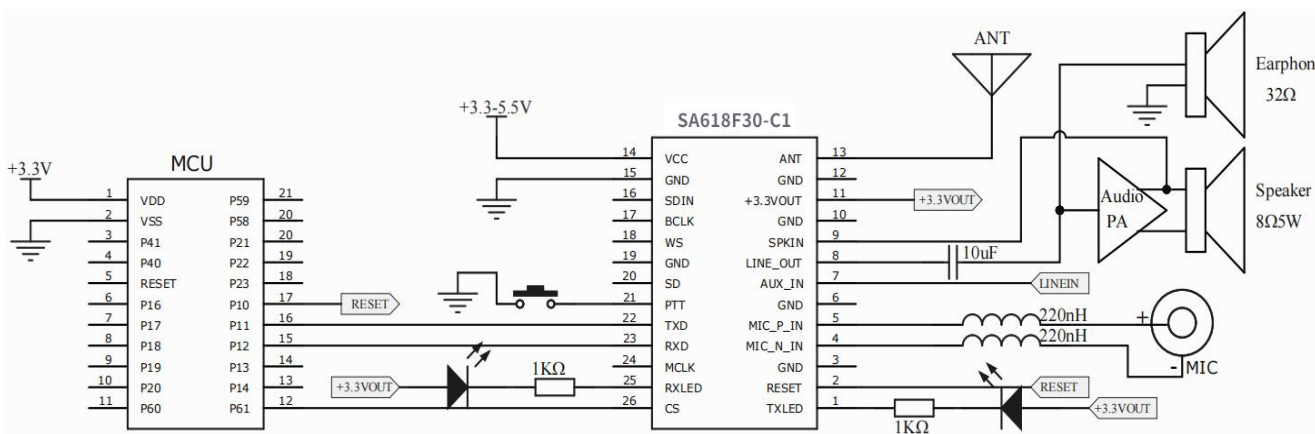 ANT
Earphon
32Ω
+3.3-5.5V
SA618F30-C1
MCU
+3.3V
14 VCC ANT 13
15 GND GND 12
1 VDD P59 21
16 SDIN +3.3VOUT 11 +3.3VOUT
Audio
PA
Speaker
8Ω5W
2 VSS P58 20
17 BCLK GND 10
3 P41 P21 20
18 WS SPKIN 9
4 P40 P22 19
19 GND LINE_OUT 8 10uF
5 RESET P23 18
20 SD AUX_IN 7 LINEIN
6 P16 P10 17 RESET
21 PTT GND 6
7 P17 P11 16
22 TXD MIC_P_IN 5 220nH +
8 P18 P12 15
23 RXD MIC_N_IN 4 220nH
9 P19 P13 14
24 MCLK GND 3 - MIC
10 P20 P14 13 +3.3VOUT 1KΩ
25 RXLED RESET 2 RESET
11 P60 P61 12
26 CS TXLED 1 1KΩ +3.3VOUT